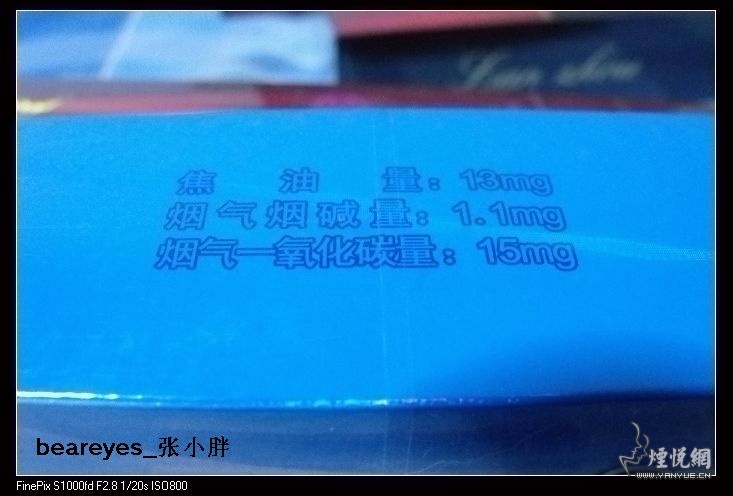 Lan zhou
焦油量：13mg
烟气烟碱量：1.1mg
烟气一氧化碳量：15mg
beareyes_张小胖
煙悦網
WWW.YANYUE.CN
FinePix S1000fd F2.8 1/20s ISO800